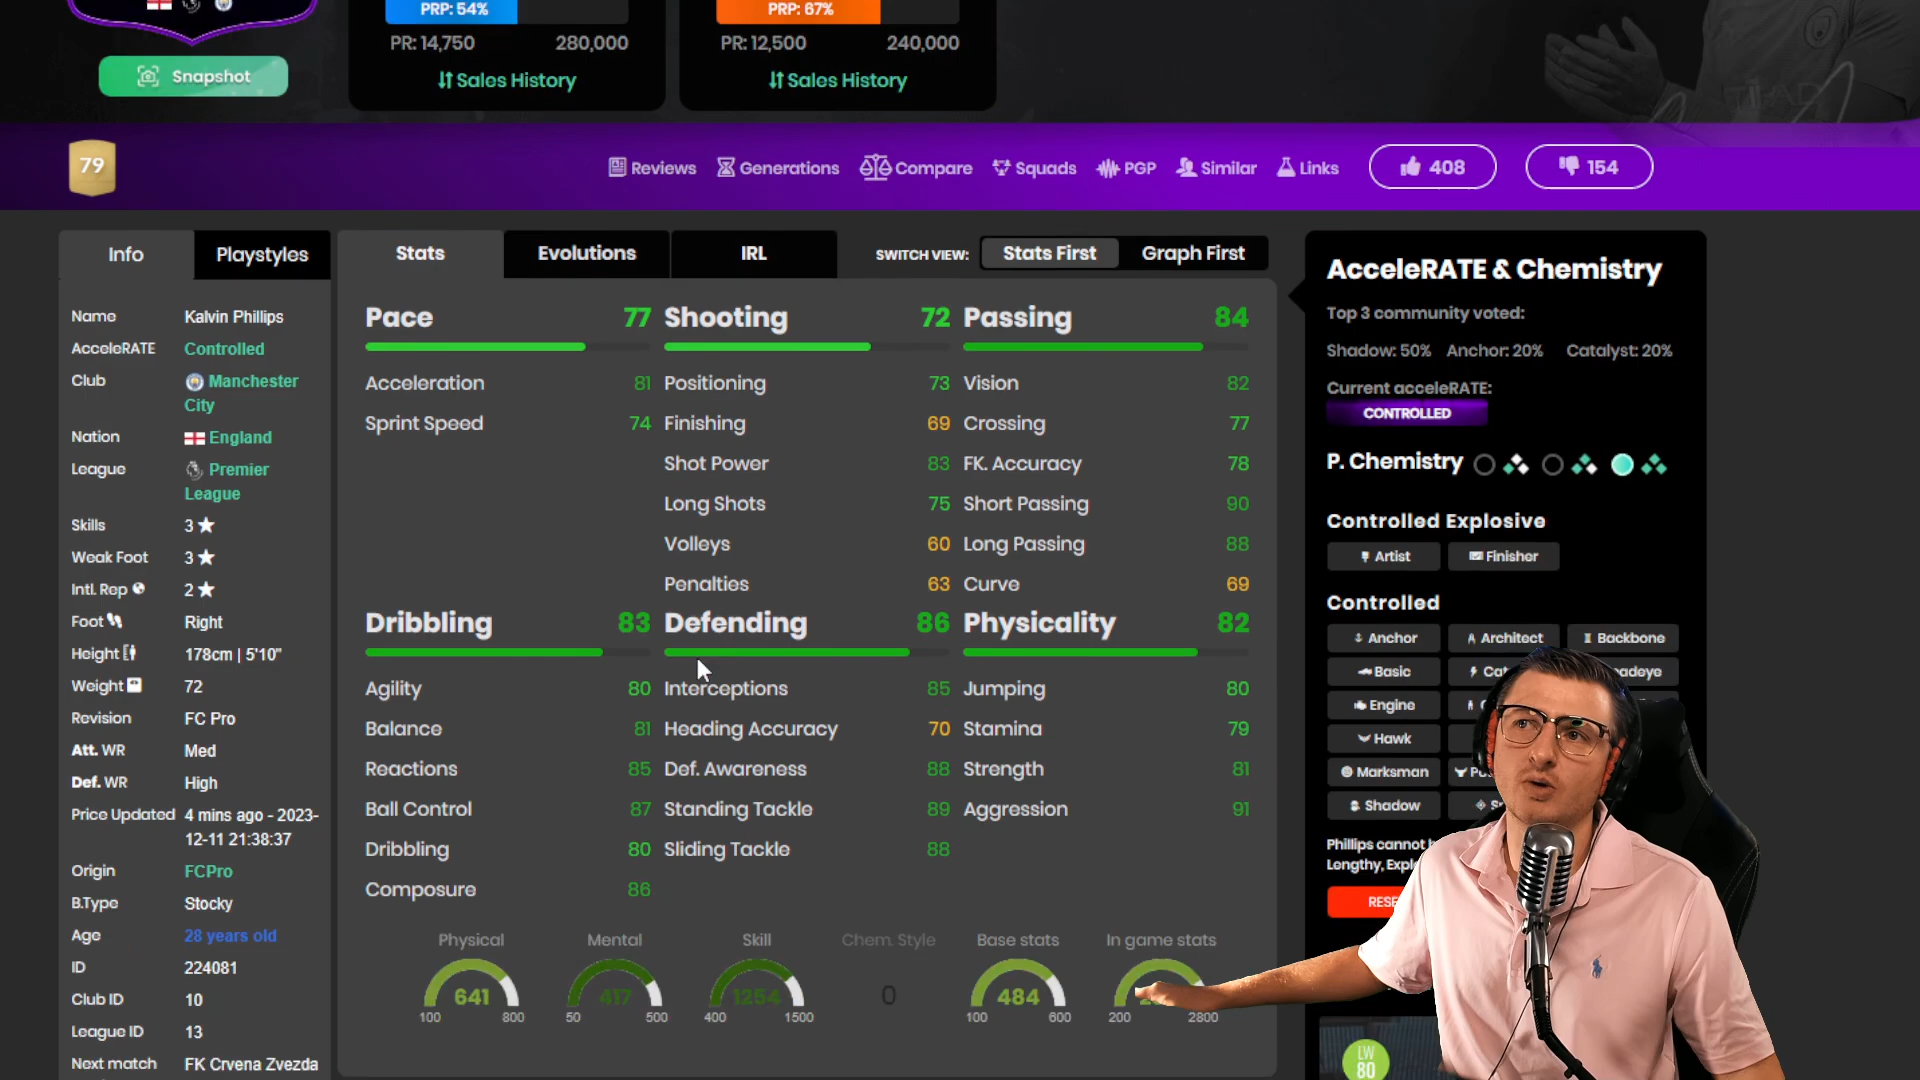 PRP: 54% PRP: 67%
PR: 14,750 280,000 PR: 12,500 240,000
Snapshot
Sales History Sales History
79 Reviews Generations Compare Squads PGP Similar Links 408 154
Info Playstyles Stats Evolutions IRL SWITCH VIEW: Stats First Graph First
Name Kalvin Phillips
AcceleRATE Controlled
Club Manchester City
Nation England
League Premier League
Skills 3
Weak Foot 3
Intl. Rep 2
Foot Right
Height 178cm | 5'10"
Weight 72
Revision FC Pro
Att. WR Med
Def. WR High
Price Updated 4 mins ago - 2023-12-11 21:38:37
Origin FCPro
B.Type Stocky
Age 28 years old
ID 224081
Club ID 10
League ID 13
Next match FK Crvena Zvezda
Pace 77
Acceleration 81
Sprint Speed 74
Shooting 72
Positioning 73
Finishing 69
Shot Power 83
Long Shots 75
Volleys 60
Penalties 63
Passing 84
Vision 82
Crossing 77
FK. Accuracy 78
Short Passing 90
Long Passing 88
Curve 69
Dribbling 83
Agility 80
Balance 81
Reactions 85
Ball Control 87
Dribbling 80
Composure 86
Defending 86
Interceptions 85
Heading Accuracy 70
Def. Awareness 88
Standing Tackle 89
Sliding Tackle 88
Physicality 82
Jumping 80
Stamina 79
Strength 81
Aggression 91
Physical Mental Skill Chem. Style Base stats In game stats
641 417 1254 0 484
100 800 50 500 400 1500 100 600 200 2800
AcceleRATE & Chemistry
Top 3 community voted:
Shadow: 50% Anchor: 20% Catalyst: 20%
Current acceleRATE:
CONTROLLED
P. Chemistry
Controlled Explosive
Artist Finisher
Controlled
Anchor Architect Backbone
Basic
Engine
Hawk
Marksman
Shadow
Phillips cannot
Lengthy,
LW
80